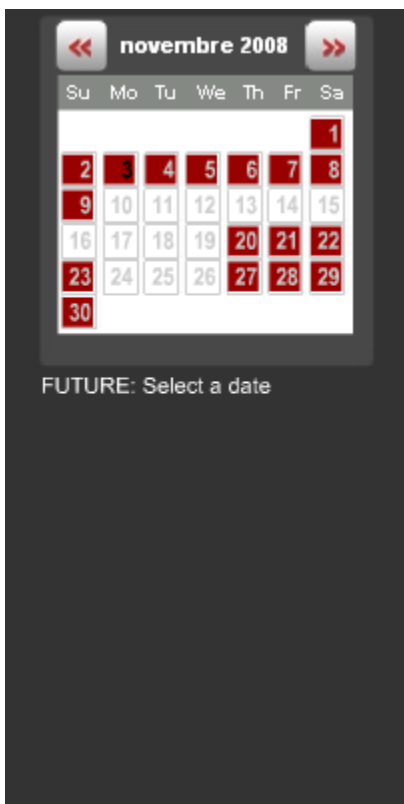 novembre 2008
Su Mo Tu We Th Fr Sa
1
2 3 4 5 6 7 8
9 10 11 12 13 14 15
16 17 18 19 20 21 22
23 24 25 26 27 28 29
30
FUTURE: Select a date